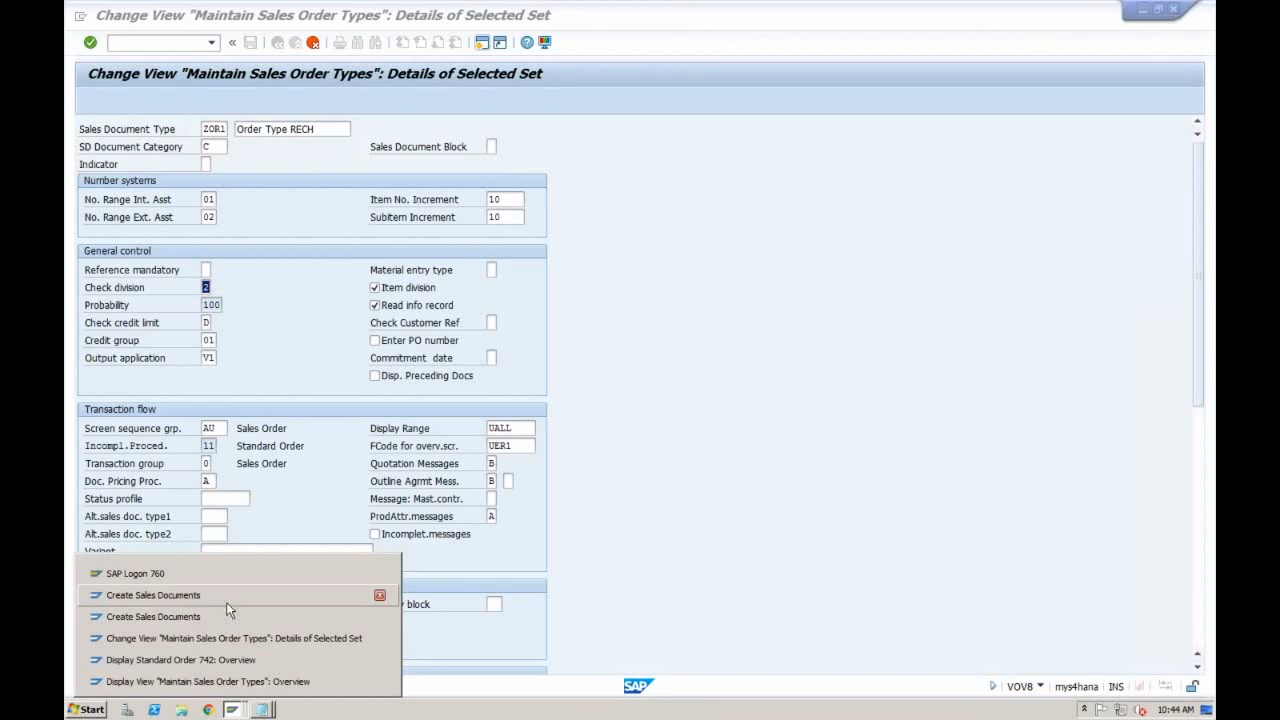 Change View "Maintain Sales Order Types": Details of Selected Set
Change View "Maintain Sales Order Types": Details of Selected Set
Sales Document Type ZOR1 Order Type RECH
SD Document Category C Sales Document Block
Indicator
Number systems
No. Range Int. Asst 01 Item No. Increment 10
No. Range Ext. Asst 02 Subitem Increment 10
General control
Reference mandatory Material entry type
Check division 2 Item division
Probability 100 Read info record
Check credit limit D Check Customer Ref
Credit group 01 Enter PO number
Output application V1 Commitment date
Disp. Preceding Docs
Transaction flow
Screen sequence grp. AU Sales Order Display Range UALL
Incompl.Proced. 11 Standard Order FCode for overv.scr. UER1
Transaction group 0 Sales Order Quotation Messages B
Doc. Pricing Proc. A Outline Agrmt Mess. B
Status profile Message: Mast.contr.
Alt.sales doc. type1 ProdAttr.messages A
Alt.sales doc. type2 Incomplet.messages
SAP Logon 760
Create Sales Documents
block
Create Sales Documents
Change View "Maintain Sales Order Types": Details of Selected Set
Display Standard Order 742: Overview
Display View "Maintain Sales Order Types": Overview
SAP VOV8 mys4hana INS
Start 10:44 AM